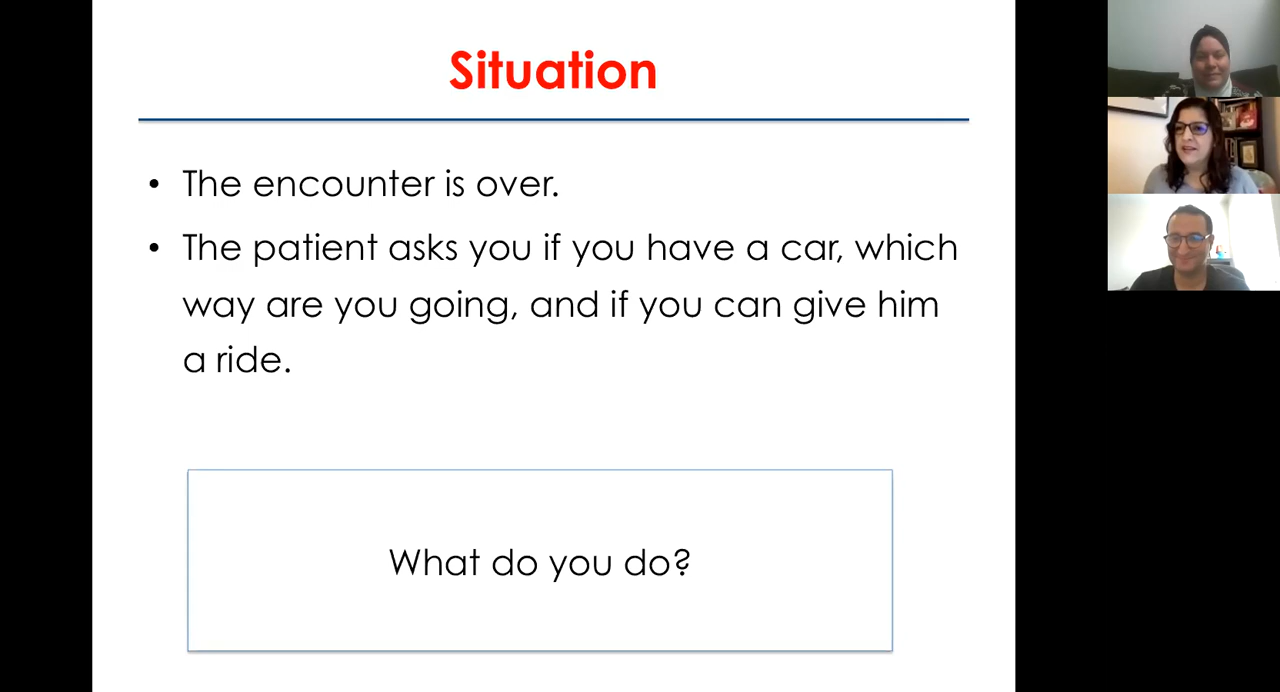 Situation
• The encounter is over.
• The patient asks you if you have a car, which
way are you going, and if you can give him
a ride.
What do you do?